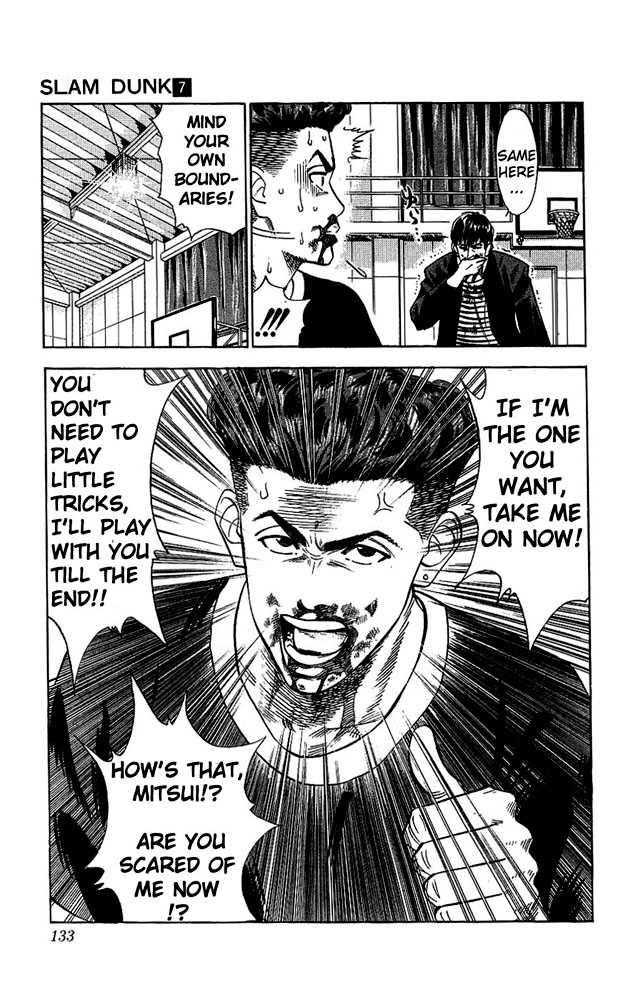 SLAM DUNK 7
SAME
HERE
...
MIND
YOUR
OWN
BOUND-
ARIES!
!!!
IF I'M
THE ONE
YOU
WANT,
TAKE ME
ON NOW!
YOU
DON'T
NEED TO
PLAY
LITTLE
TRICKS,
I'LL PLAY
WITH YOU
TILL THE
END!!
HOW'S THAT,
MITSUI!?
ARE YOU
SCARED OF
ME NOW
!?
133